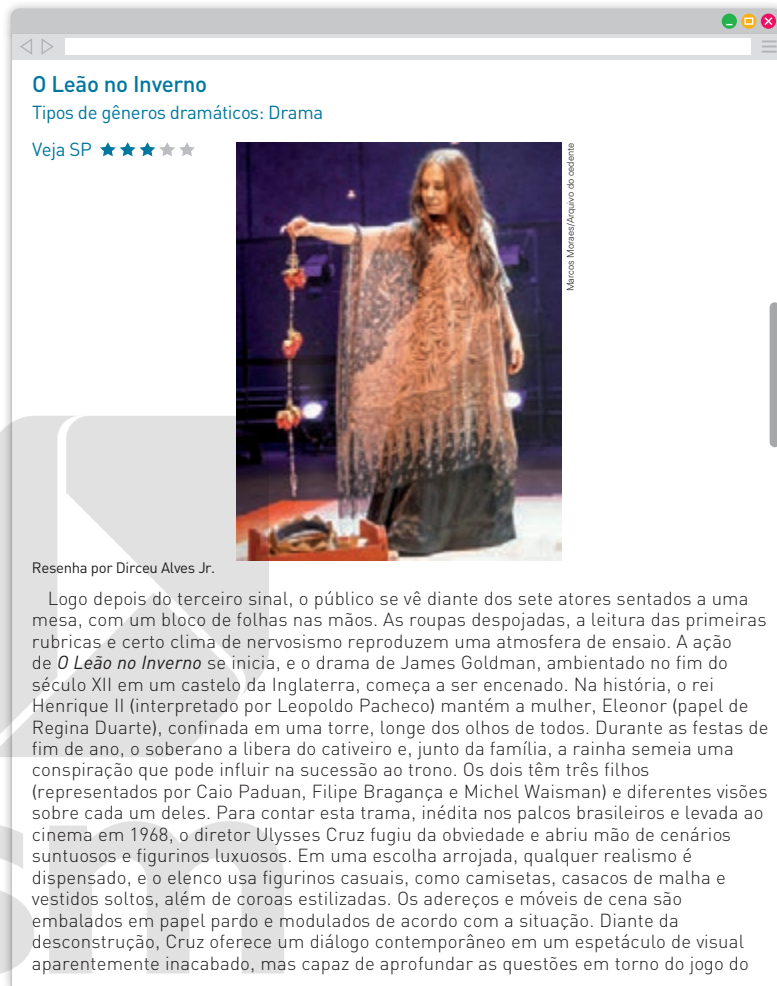 O Leão no Inverno
Tipos de gêneros dramáticos: Drama
Veja SP
Marcos Moraes/Arquivo do cedente
Resenha por Dirceu Alves Jr.
Logo depois do terceiro sinal, o público se vê diante dos sete atores sentados a uma
mesa, com um bloco de folhas nas mãos. As roupas despojadas, a leitura das primeiras
rubricas e certo clima de nervosismo reproduzem uma atmosfera de ensaio. A ação
de O Leão no Inverno se inicia, e o drama de James Goldman, ambientado no fim do
século XII em um castelo da Inglaterra, começa a ser encenado. Na história, o rei
Henrique II (interpretado por Leopoldo Pacheco) mantém a mulher, Eleonor (papel de
Regina Duarte), confinada em uma torre, longe dos olhos de todos. Durante as festas de
fim de ano, o soberano a libera do cativeiro e, junto da família, a rainha semeia uma
conspiração que pode influir na sucessão ao trono. Os dois têm três filhos
(representados por Caio Paduan, Filipe Bragança e Michel Waisman) e diferentes visões
sobre cada um deles. Para contar esta trama, inédita nos palcos brasileiros e levada ao
cinema em 1968, o diretor Ulysses Cruz fugiu da obviedade e abriu mão de cenários
suntuosos e figurinos luxuosos. Em uma escolha arrojada, qualquer realismo é
dispensado, e o elenco usa figurinos casuais, como camisetas, casacos de malha e
vestidos soltos, além de coroas estilizadas. Os adereços e móveis de cena são
embalados em papel pardo e modulados de acordo com a situação. Diante da
desconstrução, Cruz oferece um diálogo contemporâneo em um espetáculo de visual
aparentemente inacabado, mas capaz de aprofundar as questões em torno do jogo do
sm